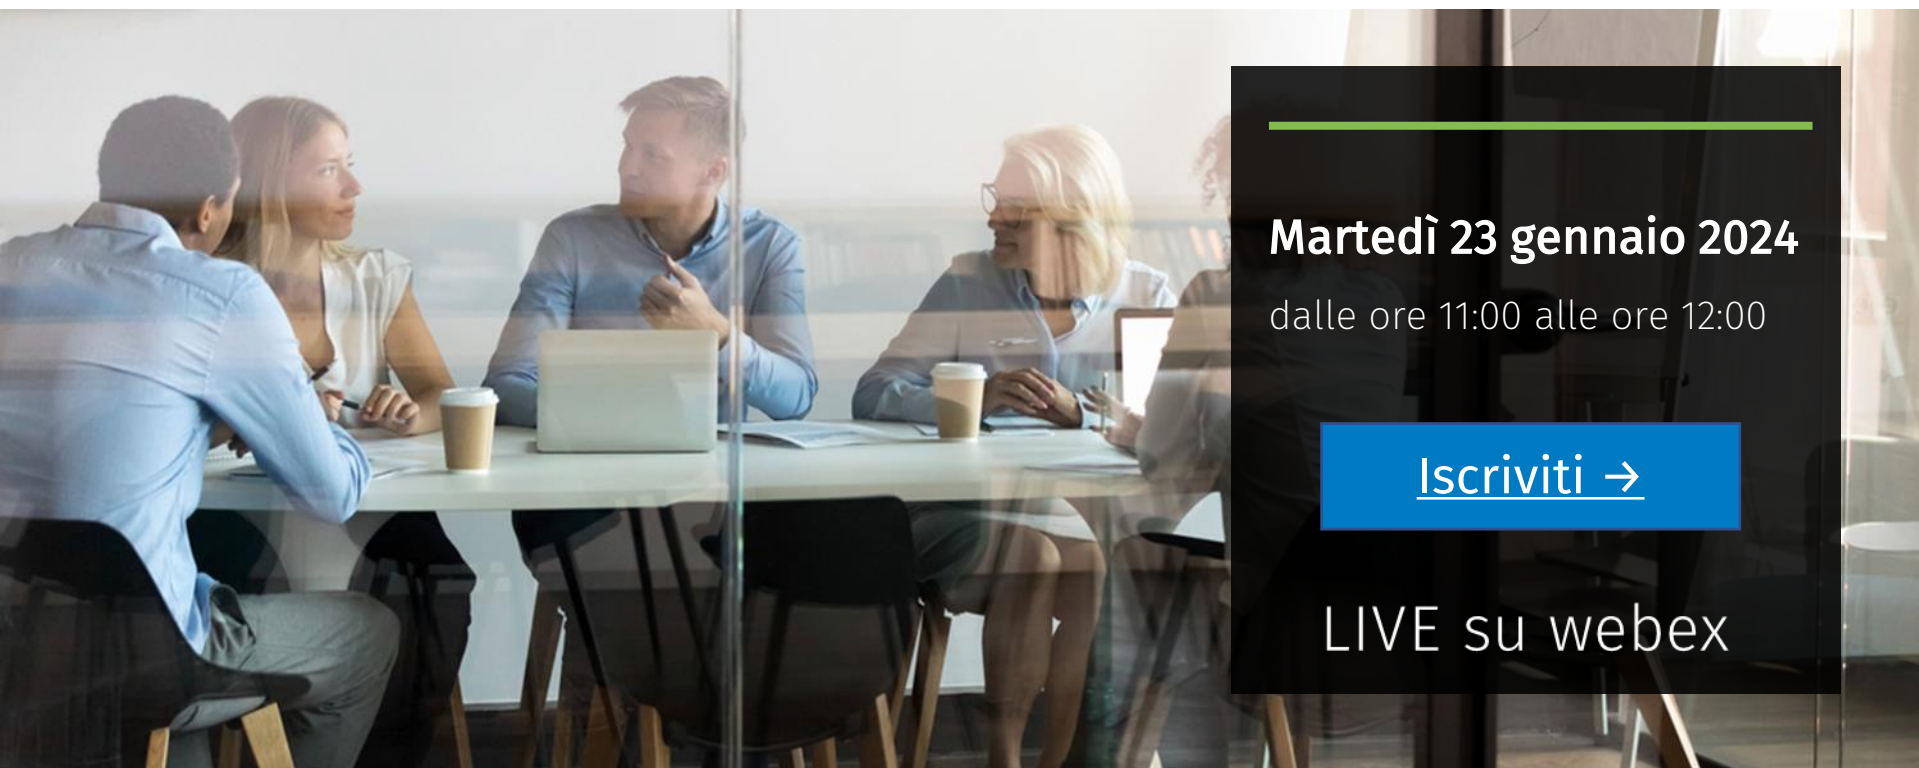 Martedì 23 gennaio 2024
dalle ore 11:00 alle ore 12:00
Iscriviti →
LIVE su webex